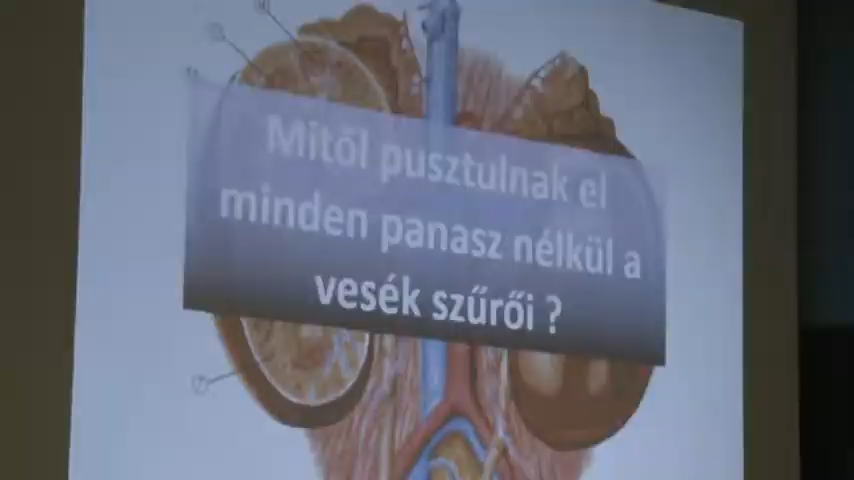 Mitől pusztulnak el
minden panasz nélkül a
vesék szűrői ?